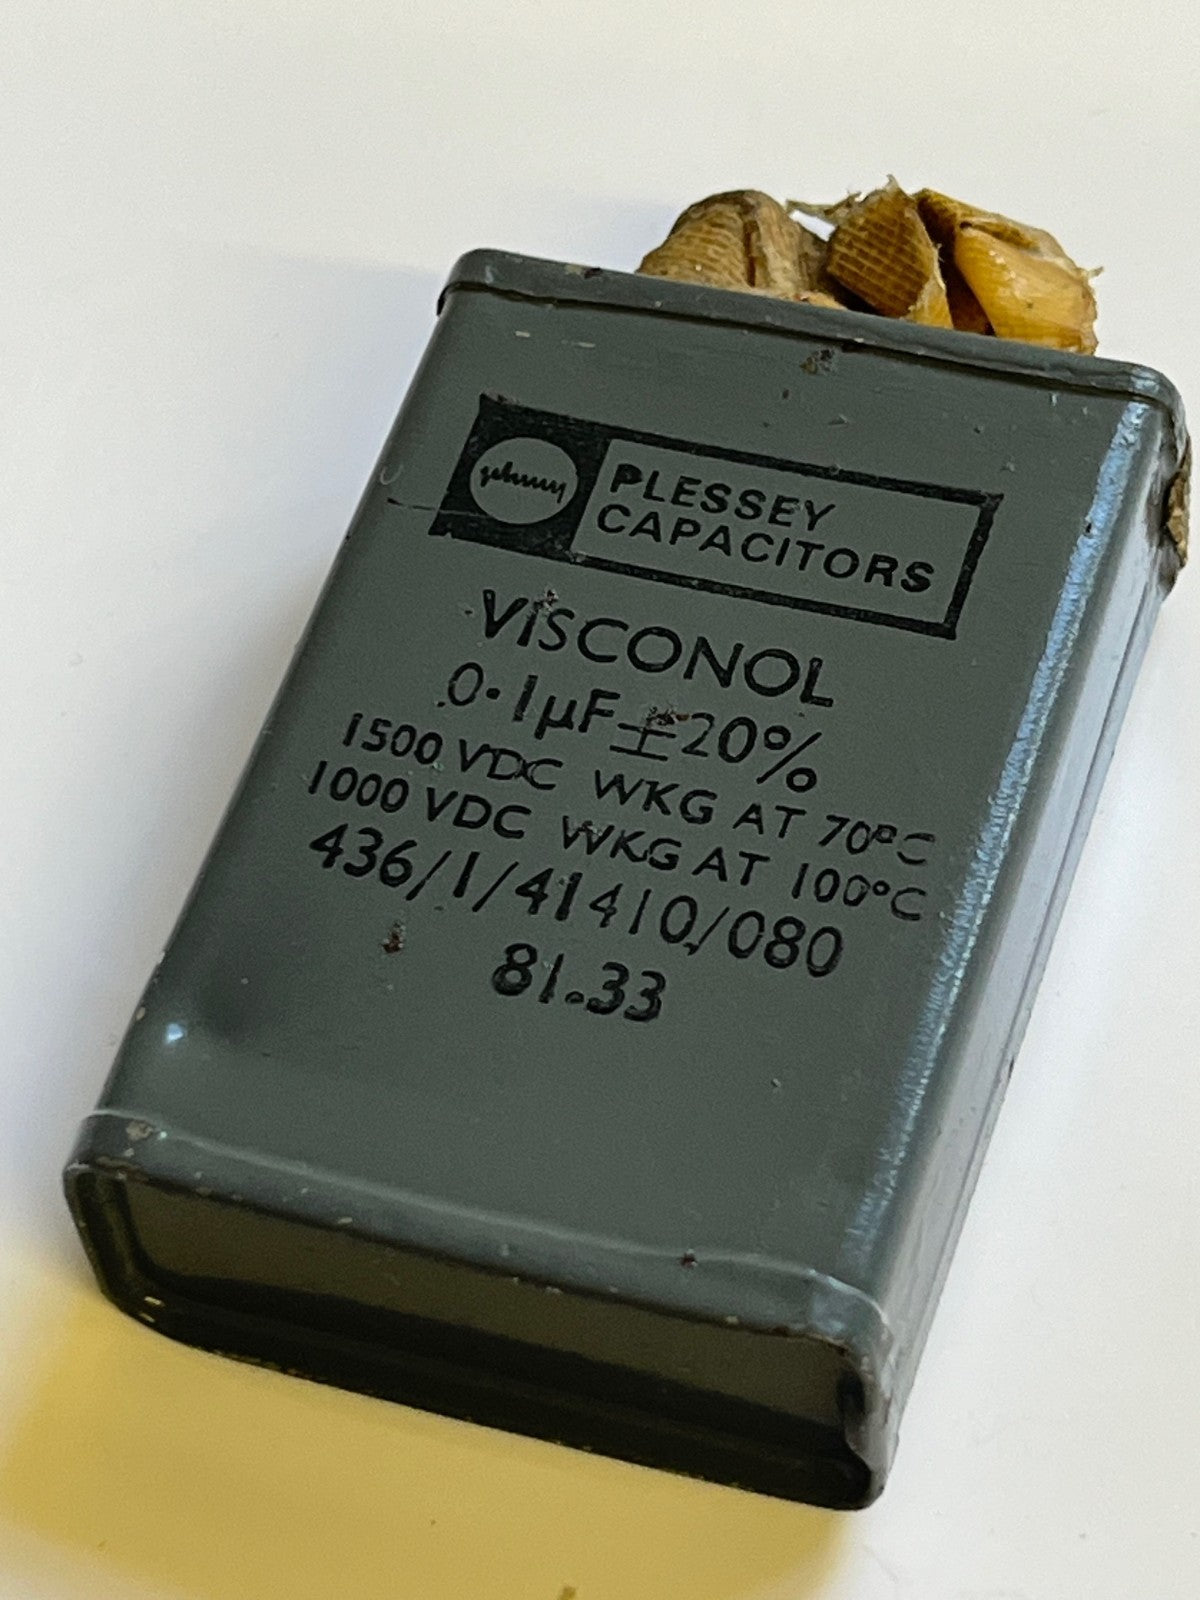 PLESSEY
CAPACITORS
VISCONOL
0·1μF ± 20%
1500 VDC WKG AT 70°C
1000 VDC WKG AT 100°C
436/1/41410/080
81.33